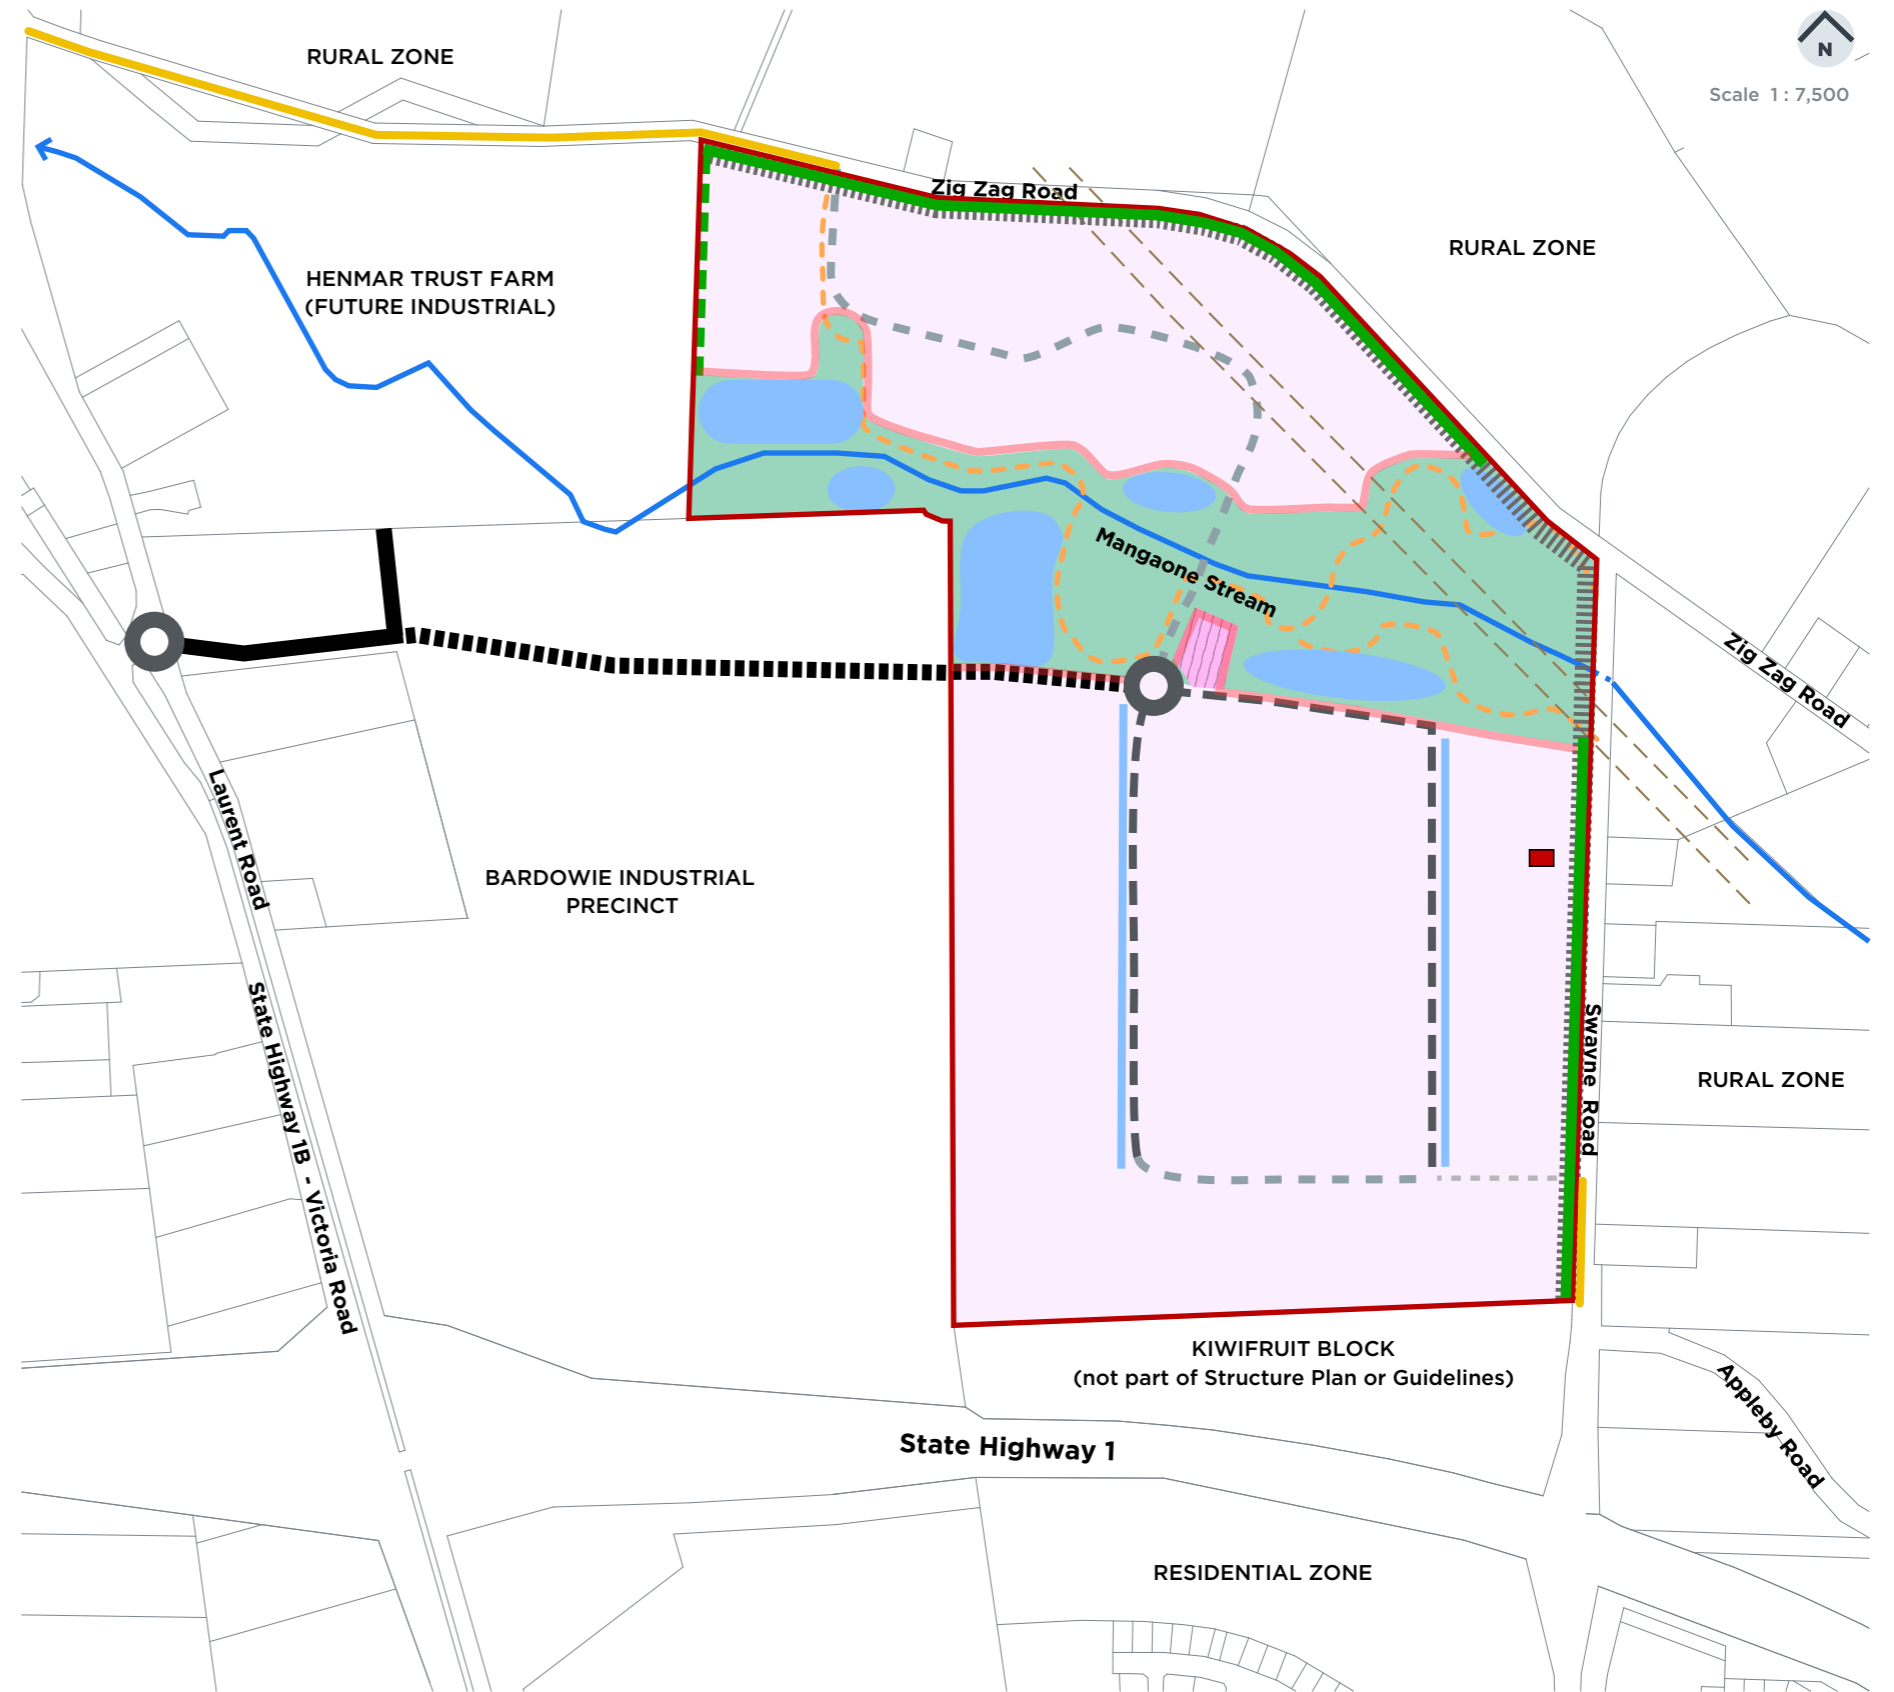 RURAL ZONE
N
Scale 1 : 7,500
Zig Zag Road
RURAL ZONE
HENMAR TRUST FARM
(FUTURE INDUSTRIAL)
Mangaone Stream
Zig Zag Road
Laurent Road
BARDOWIE INDUSTRIAL
PRECINCT
State Highway 1B - Victoria Road
Swayne Road
RURAL ZONE
KIWIFRUIT BLOCK
(not part of Structure Plan or Guidelines)
Appleby Road
State Highway 1
RESIDENTIAL ZONE